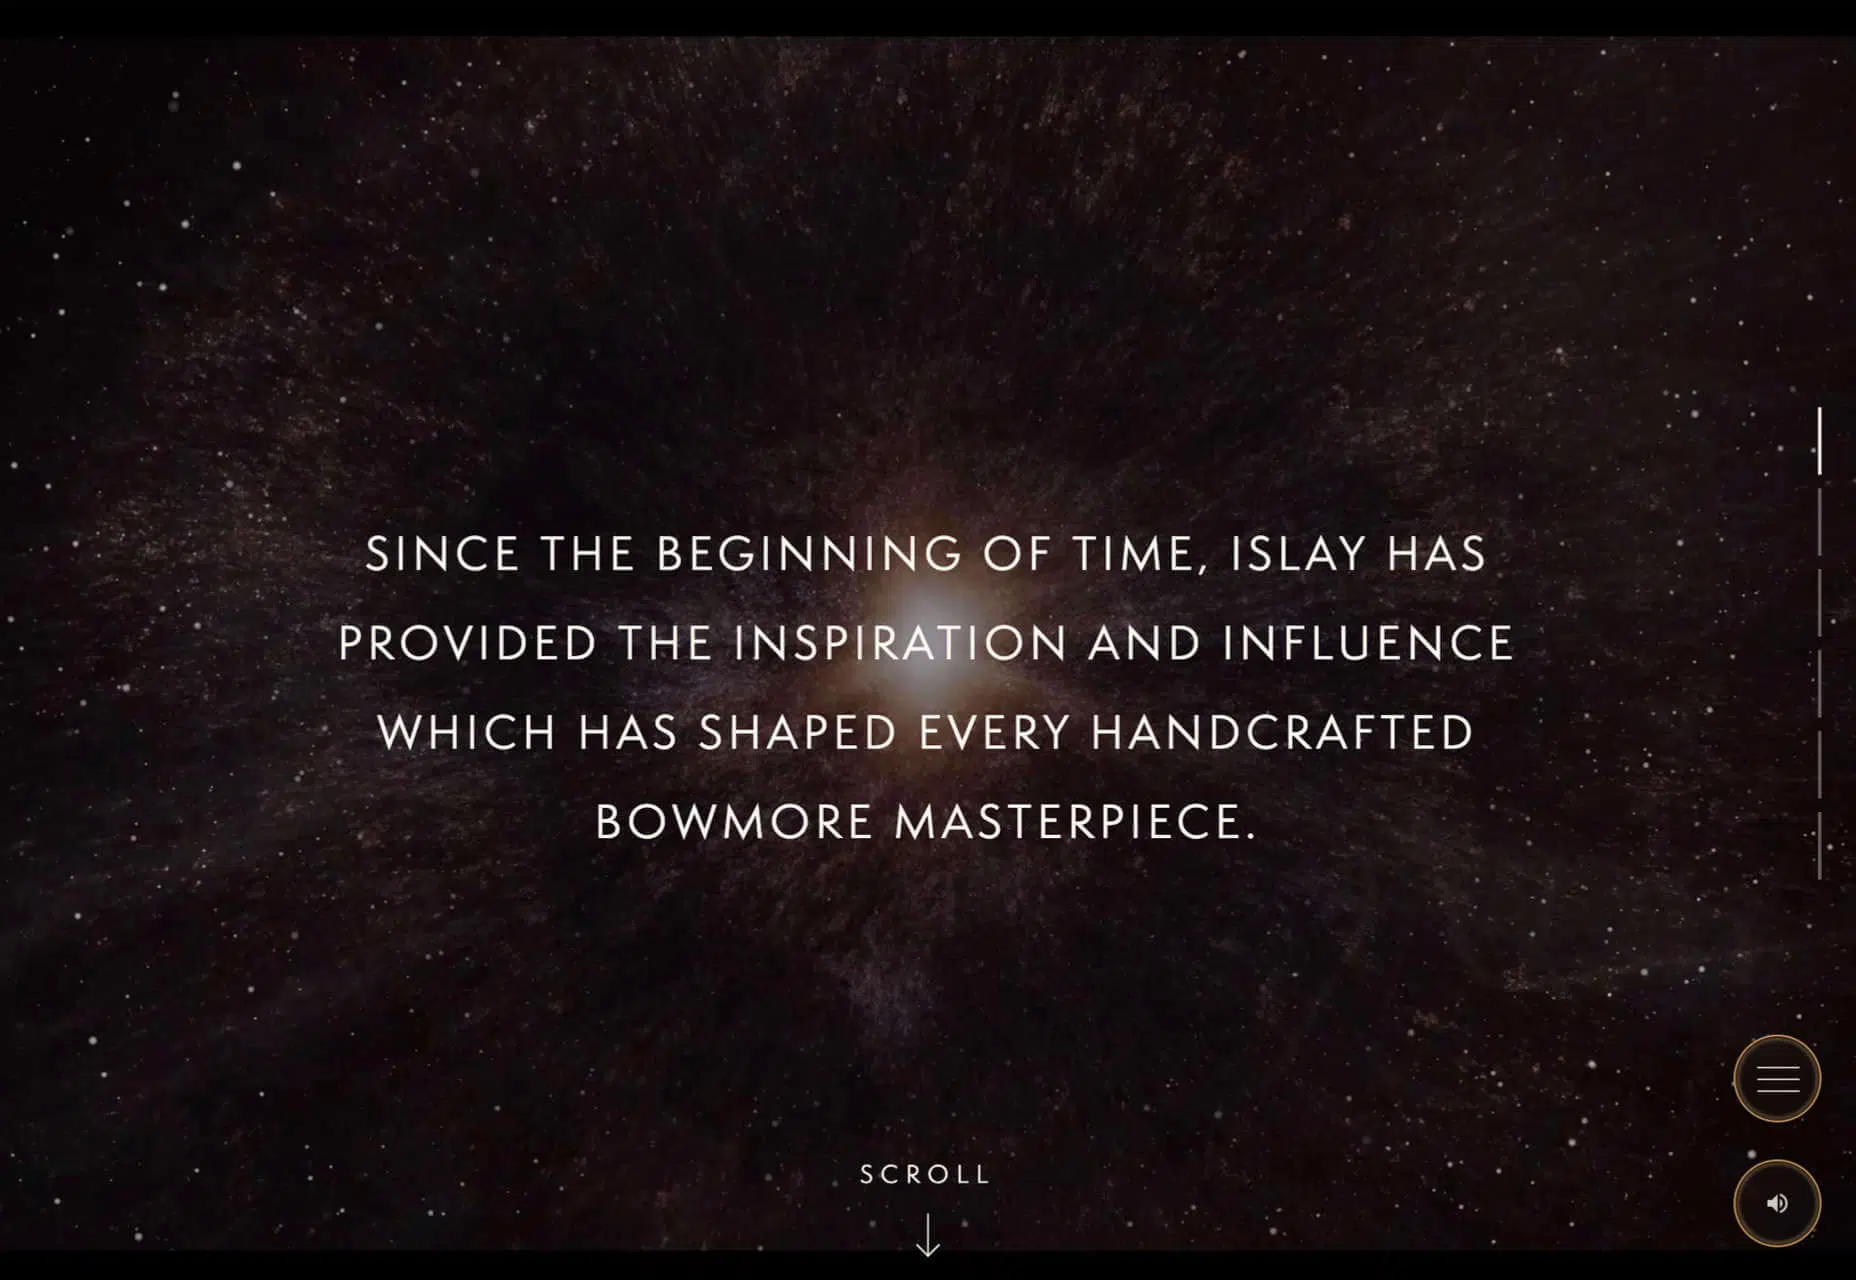 SINCE THE BEGINNING OF TIME, ISLAY HAS
PROVIDED THE INSPIRATION AND INFLUENCE
WHICH HAS SHAPED EVERY HANDCRAFTED
BOWMORE MASTERPIECE.
SCROLL